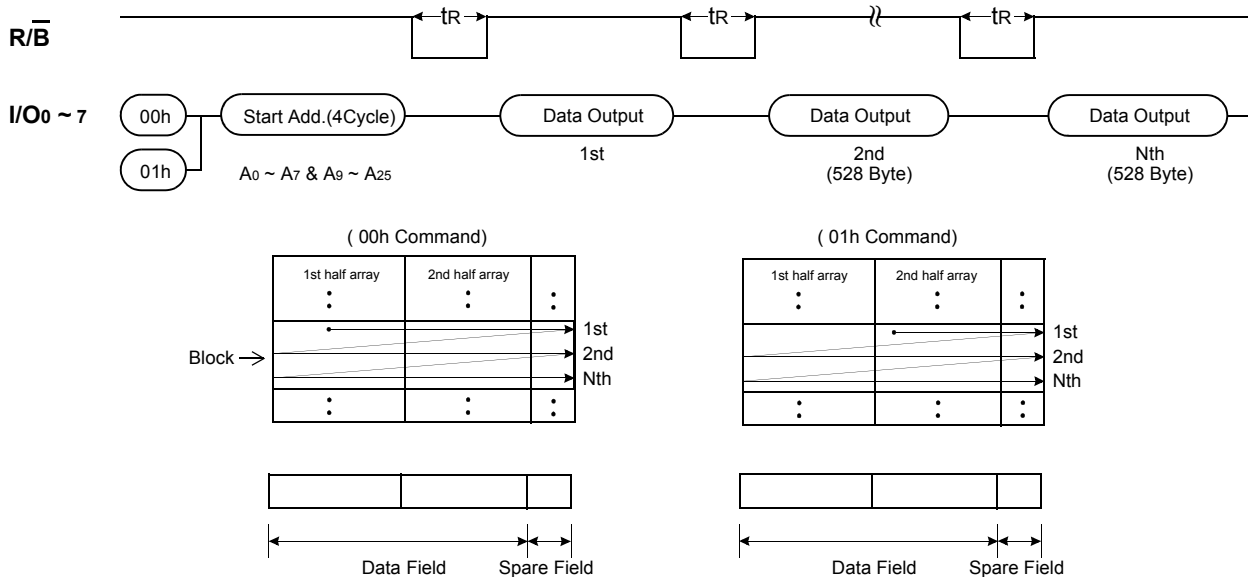 R/B
tR
tR
tR
I/O0 ~ 7
00h
Start Add.(4Cycle)
Data Output
Data Output
Data Output
01h
A0 ~ A7 & A9 ~ A25
1st
2nd
(528 Byte)
Nth
(528 Byte)
( 00h Command)
1st half array
2nd half array
1st
Block
2nd
Nth
Data Field
Spare Field
( 01h Command)
1st half array
2nd half array
1st
2nd
Nth
Data Field
Spare Field